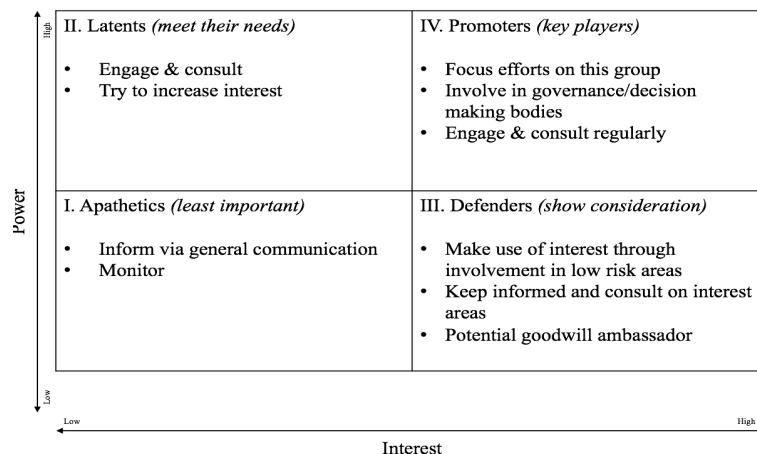 High
Power
Low
II. Latents (meet their needs)
• Engage & consult
• Try to increase interest
IV. Promoters (key players)
• Focus efforts on this group
• Involve in governance/decision
making bodies
• Engage & consult regularly
I. Apathetics (least important)
• Inform via general communication
• Monitor
III. Defenders (show consideration)
• Make use of interest through
involvement in low risk areas
• Keep informed and consult on interest
areas
• Potential goodwill ambassador
Low
High
Interest